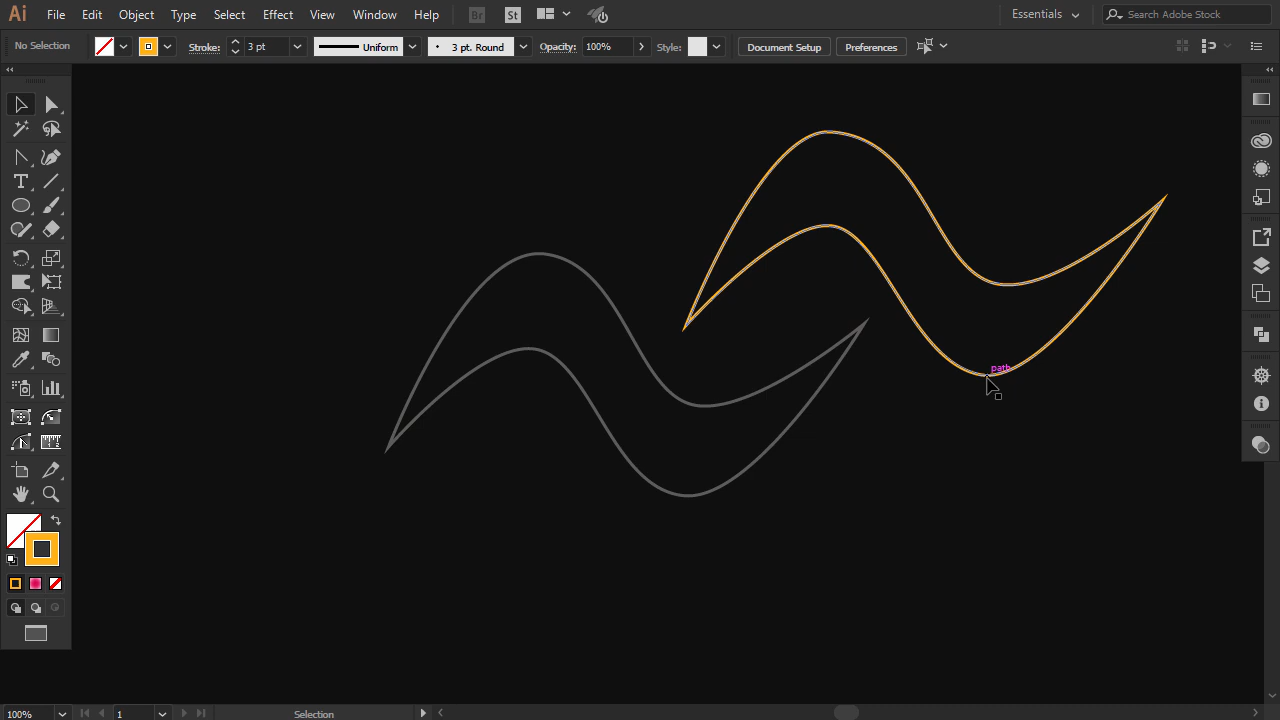 Ai File Edit Object Type Select Effect View Window Help Br St Essentials Search Adobe Stock
No Selection Stroke: 3 pt Uniform 3 pt. Round Opacity: 100% Style: Document Setup Preferences
path
100% 1 Selection